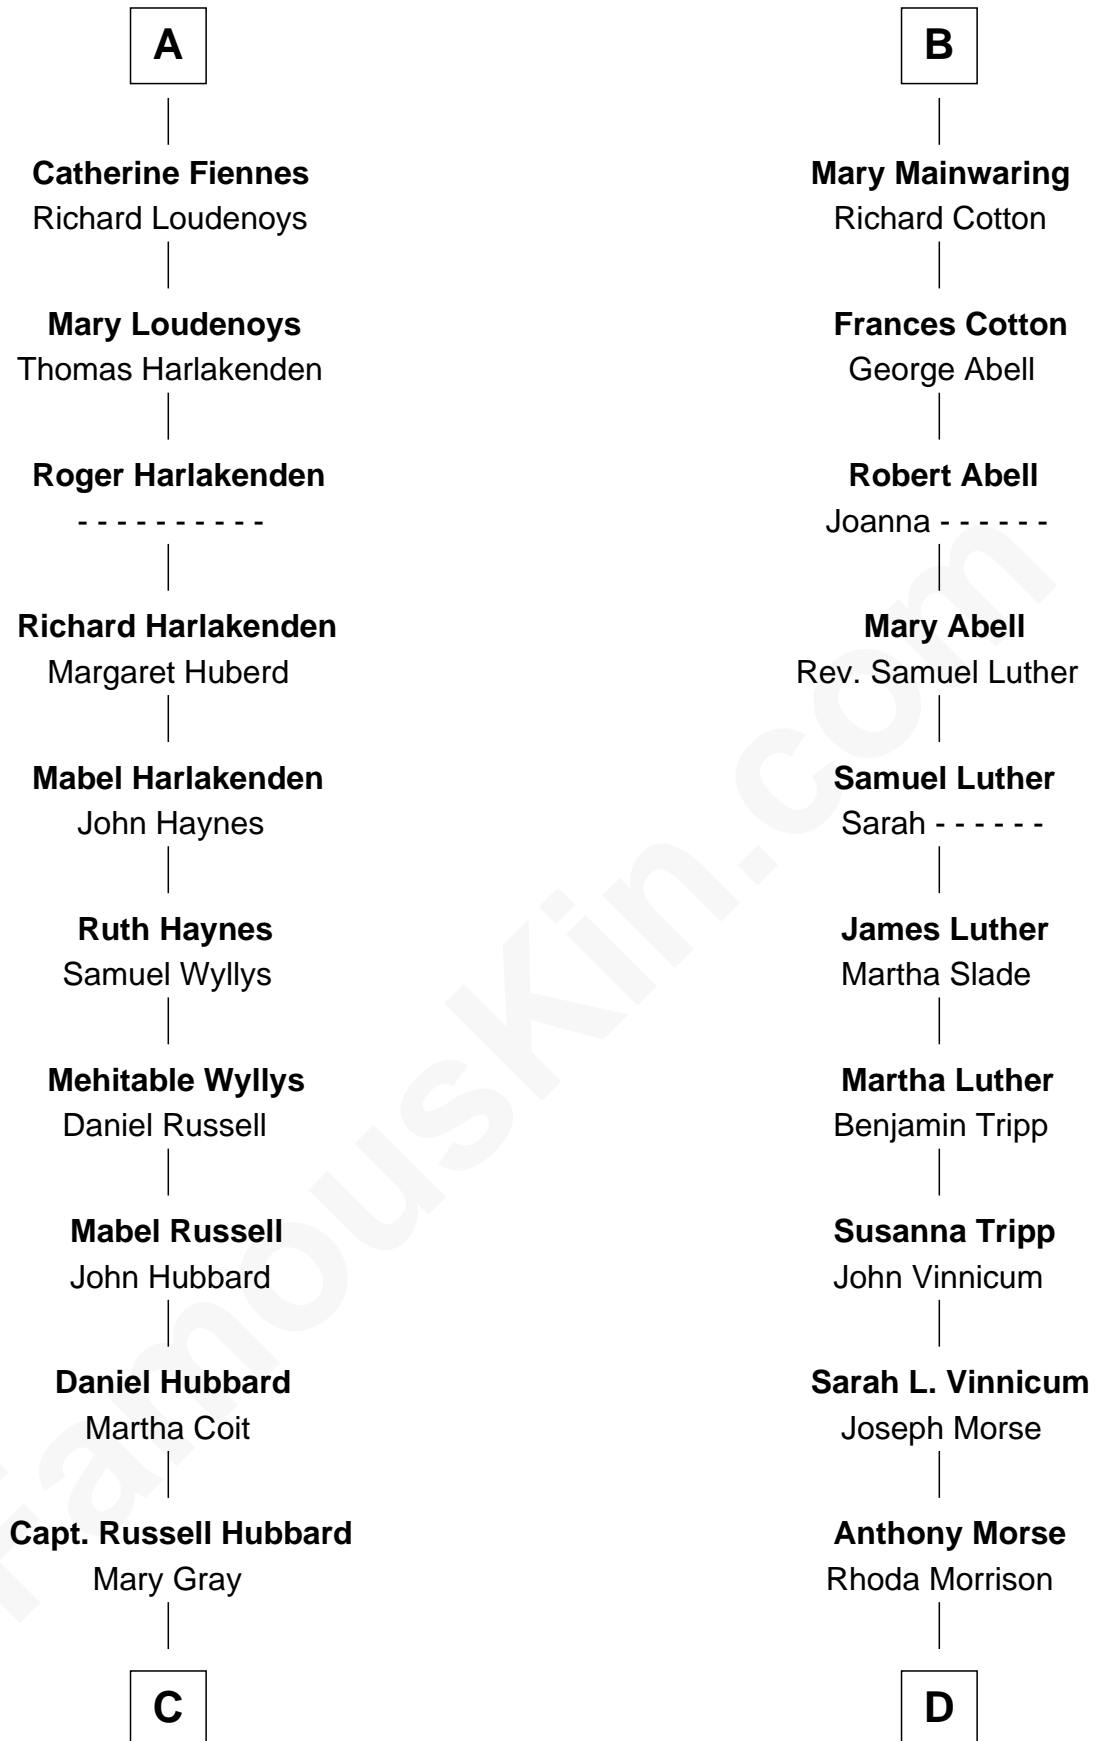 A
Catherine Fiennes
Richard Loudenoys
Mary Loudenoys
Thomas Harlakenden
Roger Harlakenden
- - - - - - - - - -
Richard Harlakenden
Margaret Huberd
Mabel Harlakenden
John Haynes
Ruth Haynes
Samuel Wyllys
Mehitable Wyllys
Daniel Russell
Mabel Russell
John Hubbard
Daniel Hubbard
Martha Coit
Capt. Russell Hubbard
Mary Gray
C
B
Mary Mainwaring
Richard Cotton
Frances Cotton
George Abell
Robert Abell
Joanna - - - - - -
Mary Abell
Rev. Samuel Luther
Samuel Luther
Sarah - - - - - -
James Luther
Martha Slade
Martha Luther
Benjamin Tripp
Susanna Tripp
John Vinnicum
Sarah L. Vinnicum
Joseph Morse
Anthony Morse
Rhoda Morrison
D
FamousKin.com